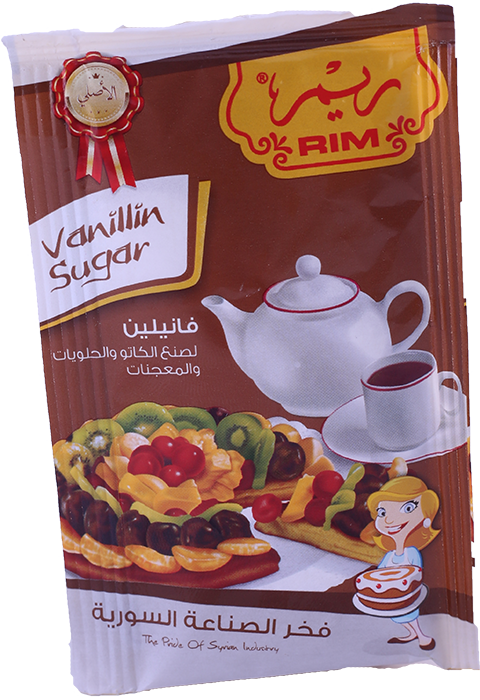 الأصلي
ريم
®
RIM
Vanillin
Sugar
فانيلين
لصنع الكاتو والحلويات
والمعجنات
فخر الصناعة السورية
The Pride Of Syrian Industry